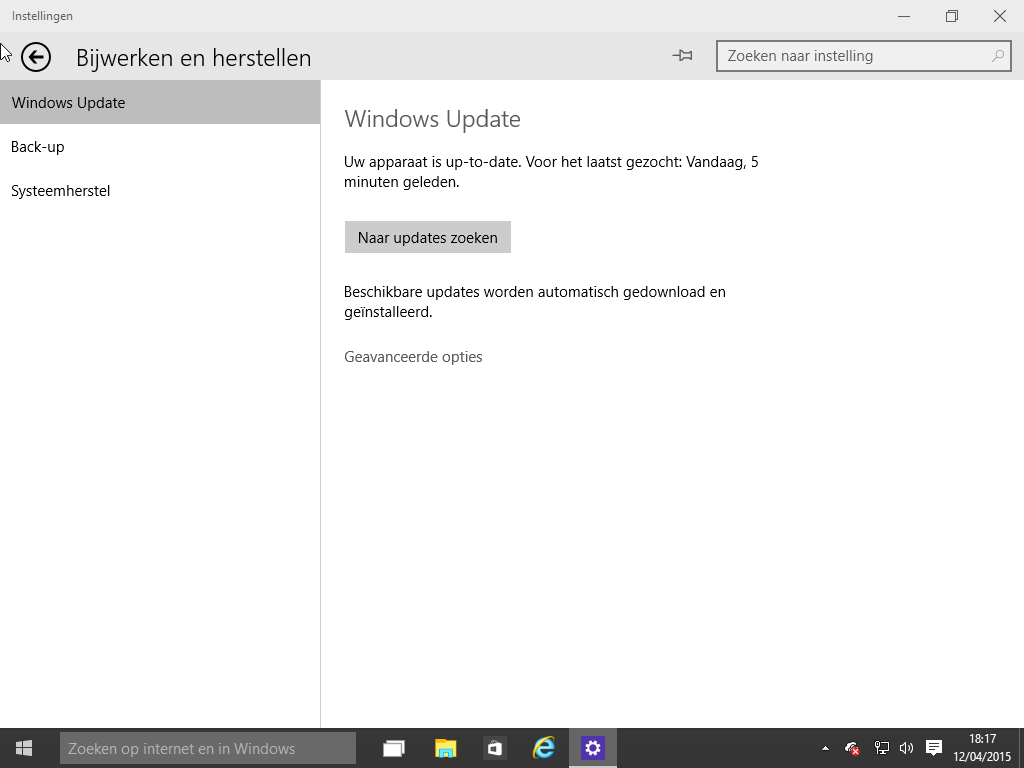 Instellingen
Bijwerken en herstellen
Zoeken naar instelling
Windows Update
Back-up
Systeemherstel
Windows Update
Uw apparaat is up-to-date. Voor het laatst gezocht: Vandaag, 5
minuten geleden.
Naar updates zoeken
Beschikbare updates worden automatisch gedownload en
geïnstalleerd.
Geavanceerde opties
Zoeken op internet en in Windows
18:17
12/04/2015